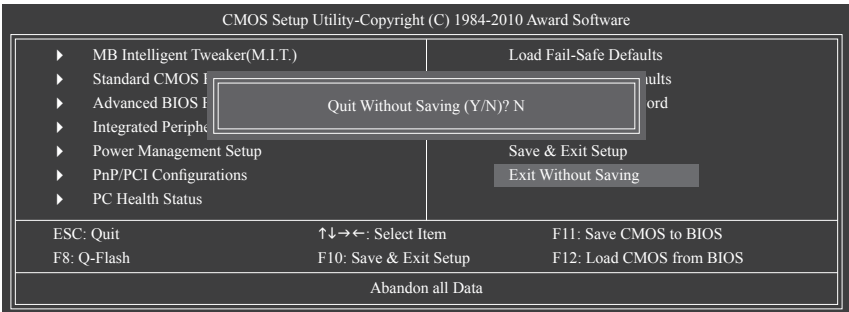 CMOS Setup Utility-Copyright (C) 1984-2010 Award Software
MB Intelligent Tweaker(M.I.T.)
Load Fail-Safe Defaults
Standard CMOS
Advanced BIOS
Integrated
Quit Without Saving (Y/N)? N
Power Management Setup
Save & Exit Setup
PnP/PCI Configurations
Exit Without Saving
PC Health Status
ESC: Quit
↑↓→←: Select Item
F11: Save CMOS to BIOS
F8: Q-Flash
F10: Save & Exit Setup
F12: Load CMOS from BIOS
Abandon all Data